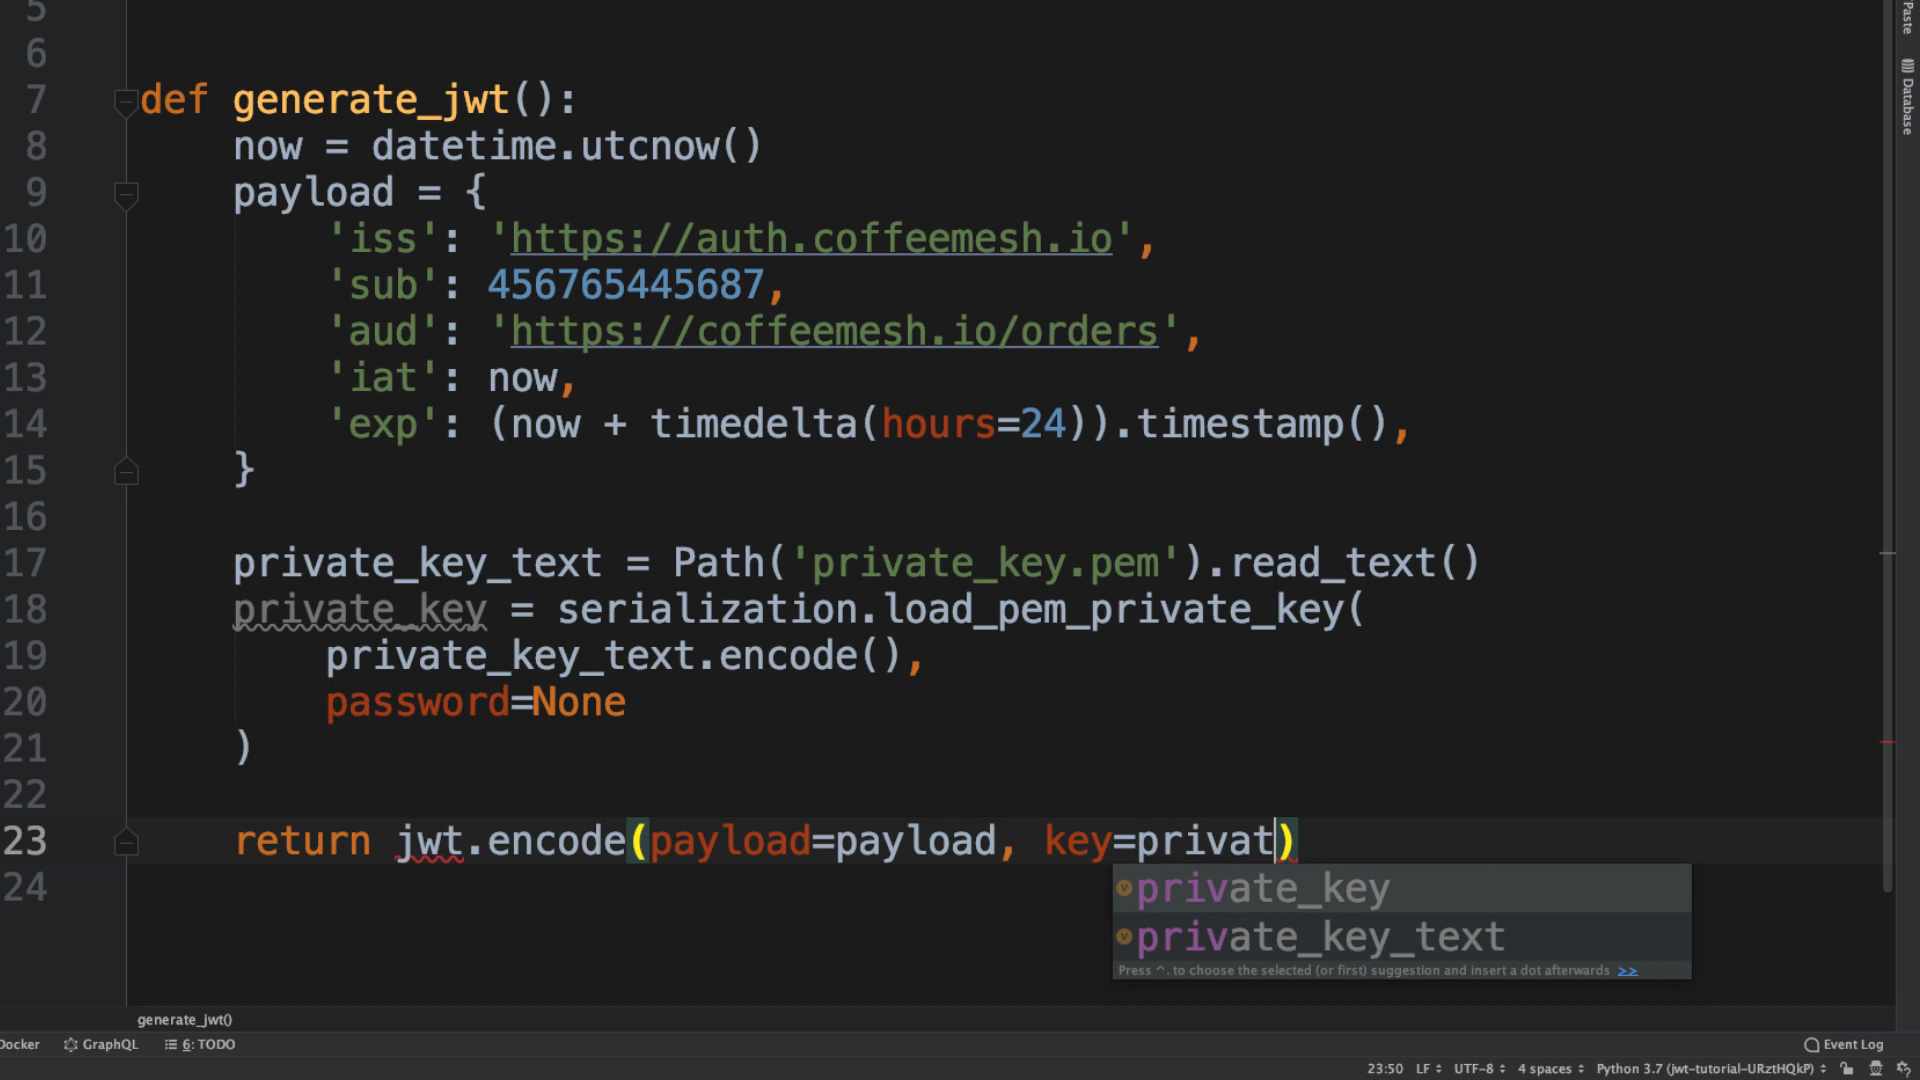 5
6
7 def generate_jwt():
8 now = datetime.utcnow()
9 payload = {
10 'iss': 'https://auth.coffeemesh.io',
11 'sub': 456765445687,
12 'aud': 'https://coffeemesh.io/orders',
13 'iat': now,
14 'exp': (now + timedelta(hours=24)).timestamp(),
15 }
16
17 private_key_text = Path('private_key.pem').read_text()
18 private_key = serialization.load_pem_private_key(
19 private_key_text.encode(),
20 password=None
21 )
22
23 return jwt.encode(payload=payload, key=privat)
24
private_key
private_key_text
Press ^. to choose the selected (or first) suggestion and insert a dot afterwards >>
Paste
Database
generate_jwt()
Docker GraphQL 6: TODO Event Log
23:50 LF UTF-8 4 spaces Python 3.7 (jwt-tutorial-URztHQkP)